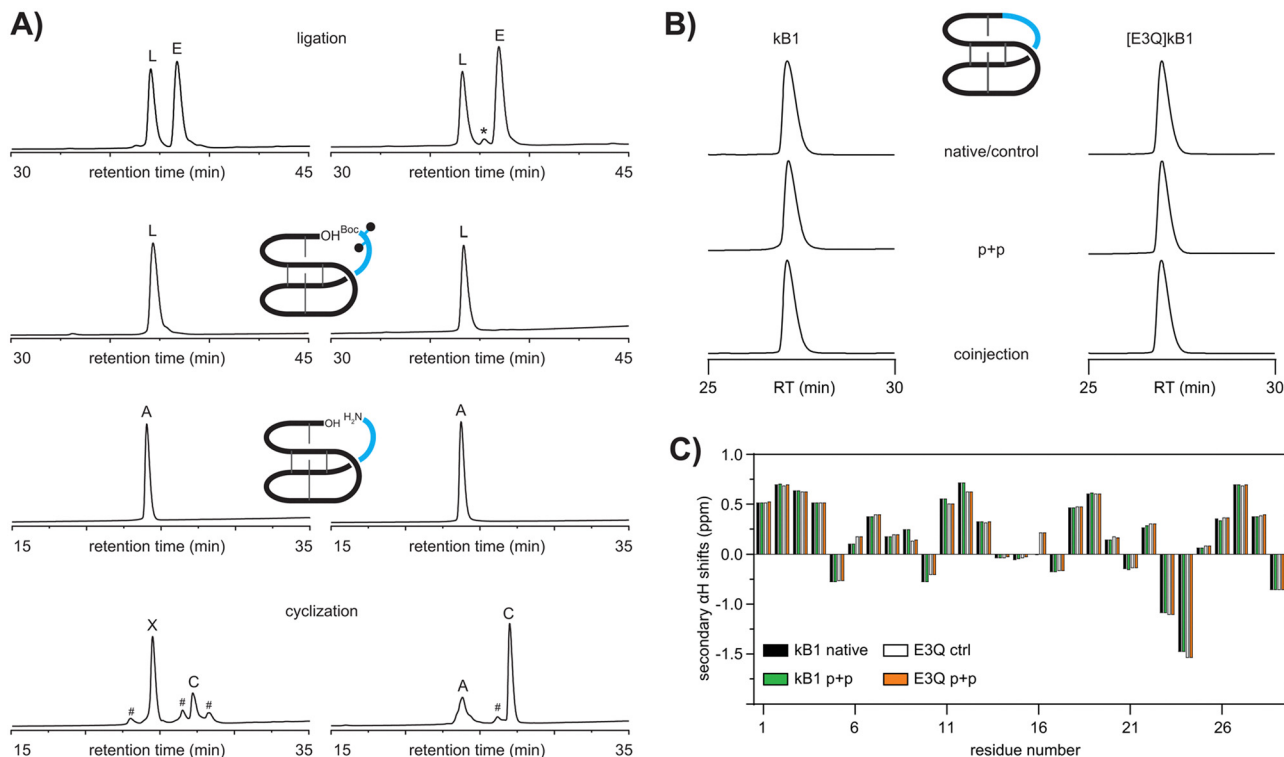 A)
ligation
L E
30 retention time (min) 45
L * E
30 retention time (min) 45
L
30 retention time (min) 45
OH Boc
L
30 retention time (min) 45
A
15 retention time (min) 35
OH H₂N
A
15 retention time (min) 35
cyclization
# X # C #
15 retention time (min) 35
A # C
15 retention time (min) 35
B)
kB1
[E3Q]kB1
native/control
p+p
coinjection
25 RT (min) 30
25 RT (min) 30
C)
secondary αH shifts (ppm)
1.0
0.5
0.0
-1.0
-1.5
kB1 native
E3Q ctrl
kB1 p+p
E3Q p+p
1 6 11 16 21 26
residue number